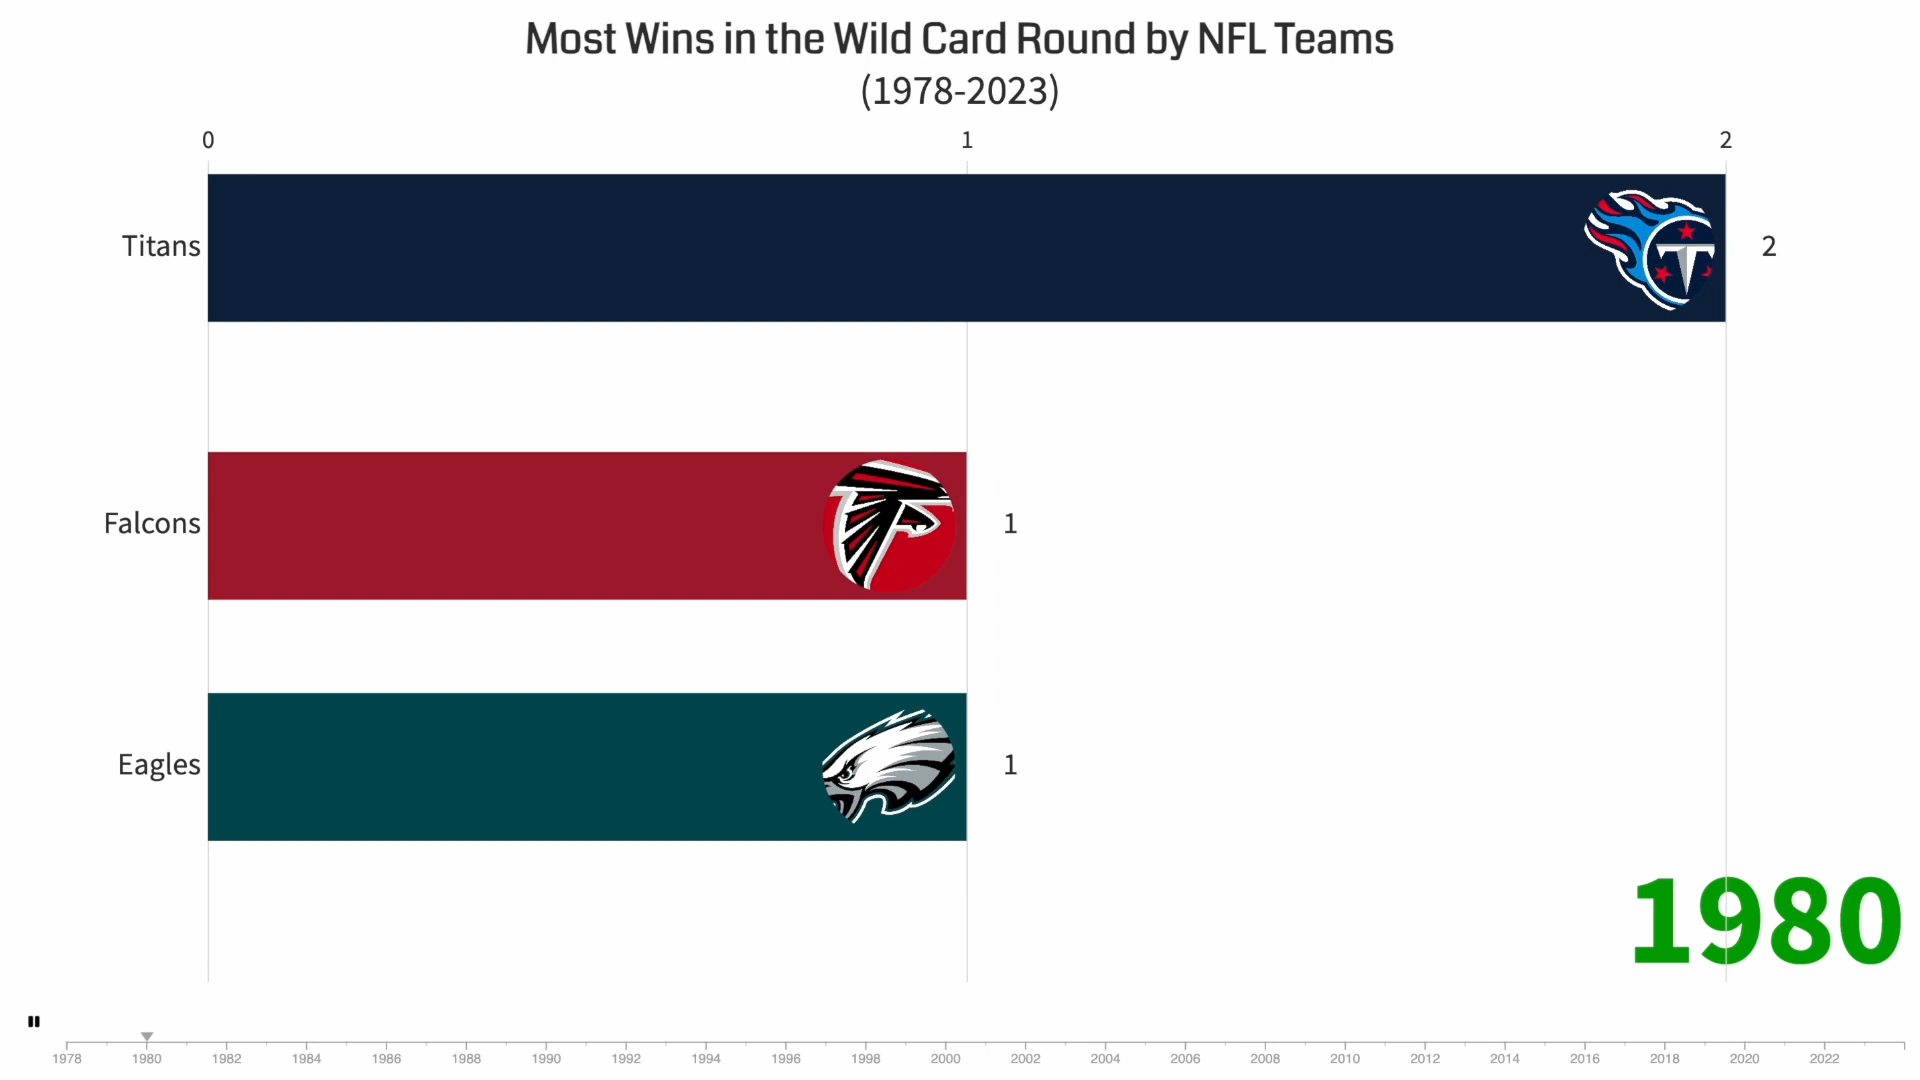 Most Wins in the Wild Card Round by NFL Teams
(1978-2023)
0 1 2
Titans 2
Falcons 1
Eagles 1
1980
1978 1980 1982 1984 1986 1988 1990 1992 1994 1996 1998 2000 2002 2004 2006 2008 2010 2012 2014 2016 2018 2020 2022